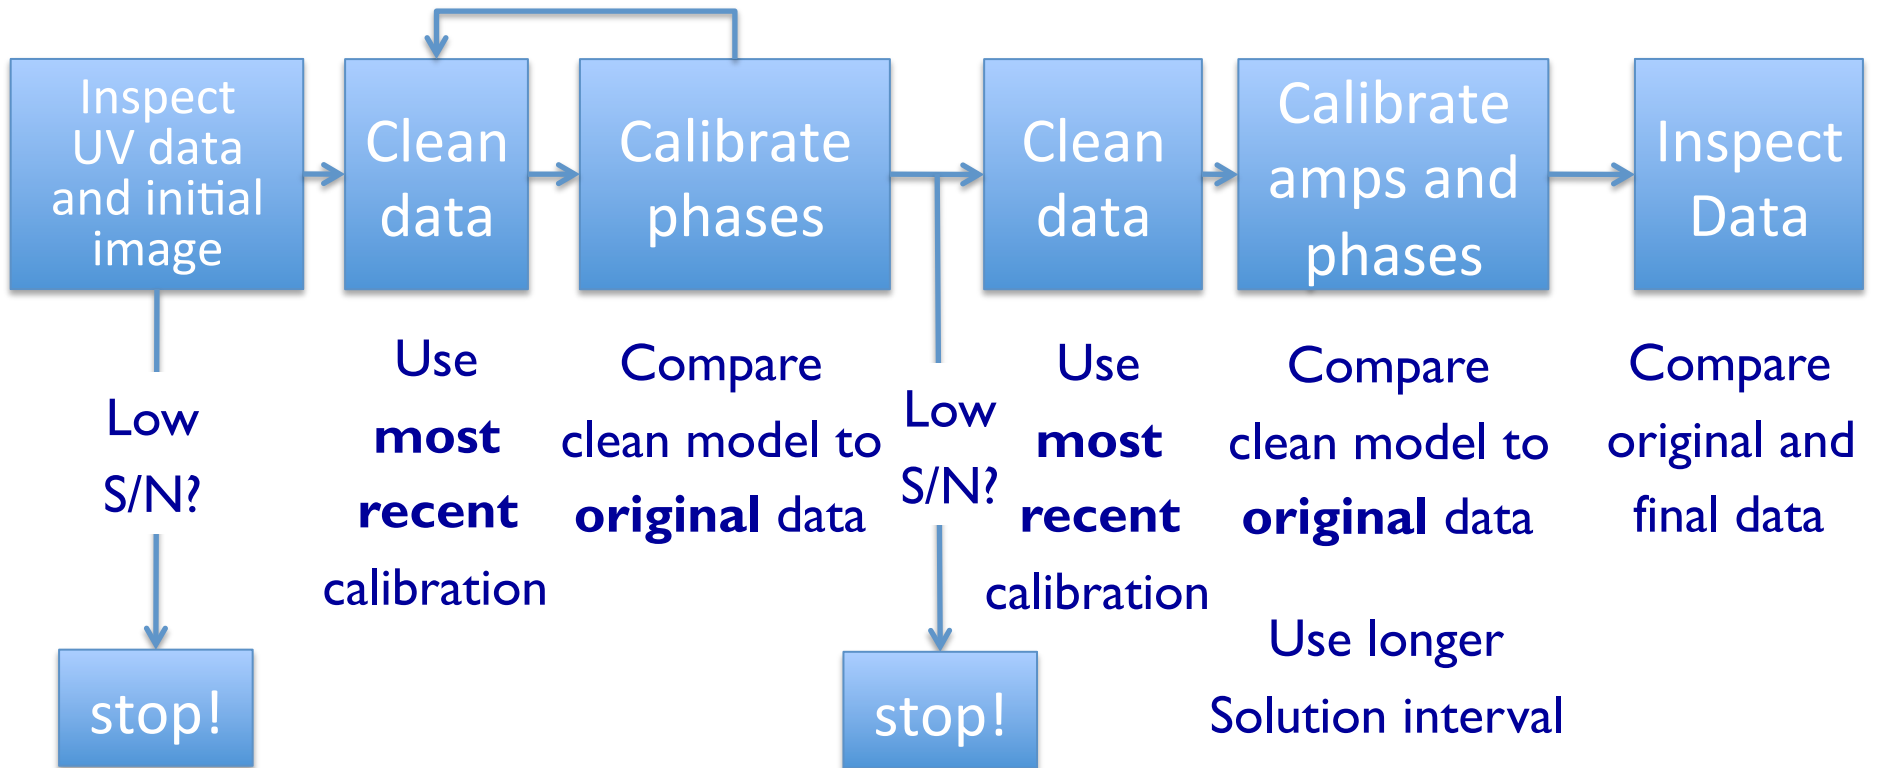 Inspect
UV data
and initial
image
Clean
data
Calibrate
phases
Clean
data
Calibrate
amps and
phases
Inspect
Data
Low
S/N?
stop!
Use
most
recent
calibration
Compare
clean model to
original data
Low
S/N?
stop!
Use
most
recent
calibration
Compare
clean model to
original data
Use longer
Solution interval
Compare
original and
final data